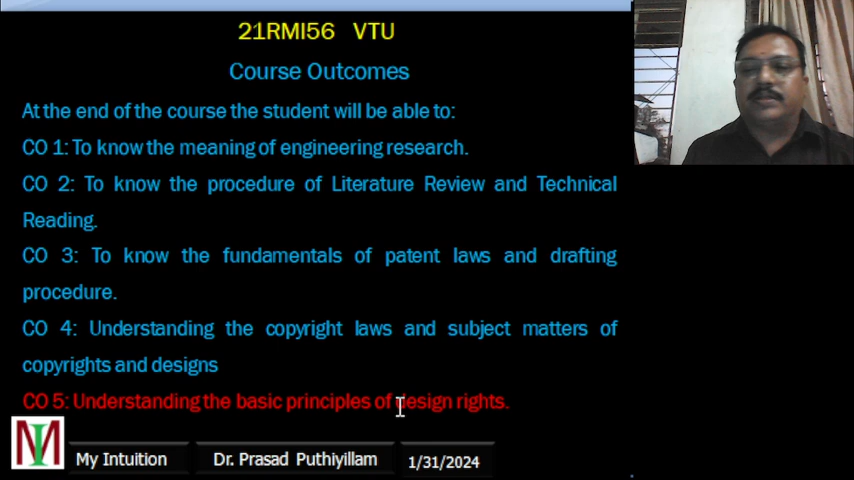 21RMI56 VTU
Course Outcomes
At the end of the course the student will be able to:
CO 1: To know the meaning of engineering research.
CO 2: To know the procedure of Literature Review and Technical
Reading.
CO 3: To know the fundamentals of patent laws and drafting
procedure.
CO 4: Understanding the copyright laws and subject matters of
copyrights and designs
CO 5: Understanding the basic principles of design rights.
MI
My Intuition
Dr. Prasad Puthiyillam
1/31/2024